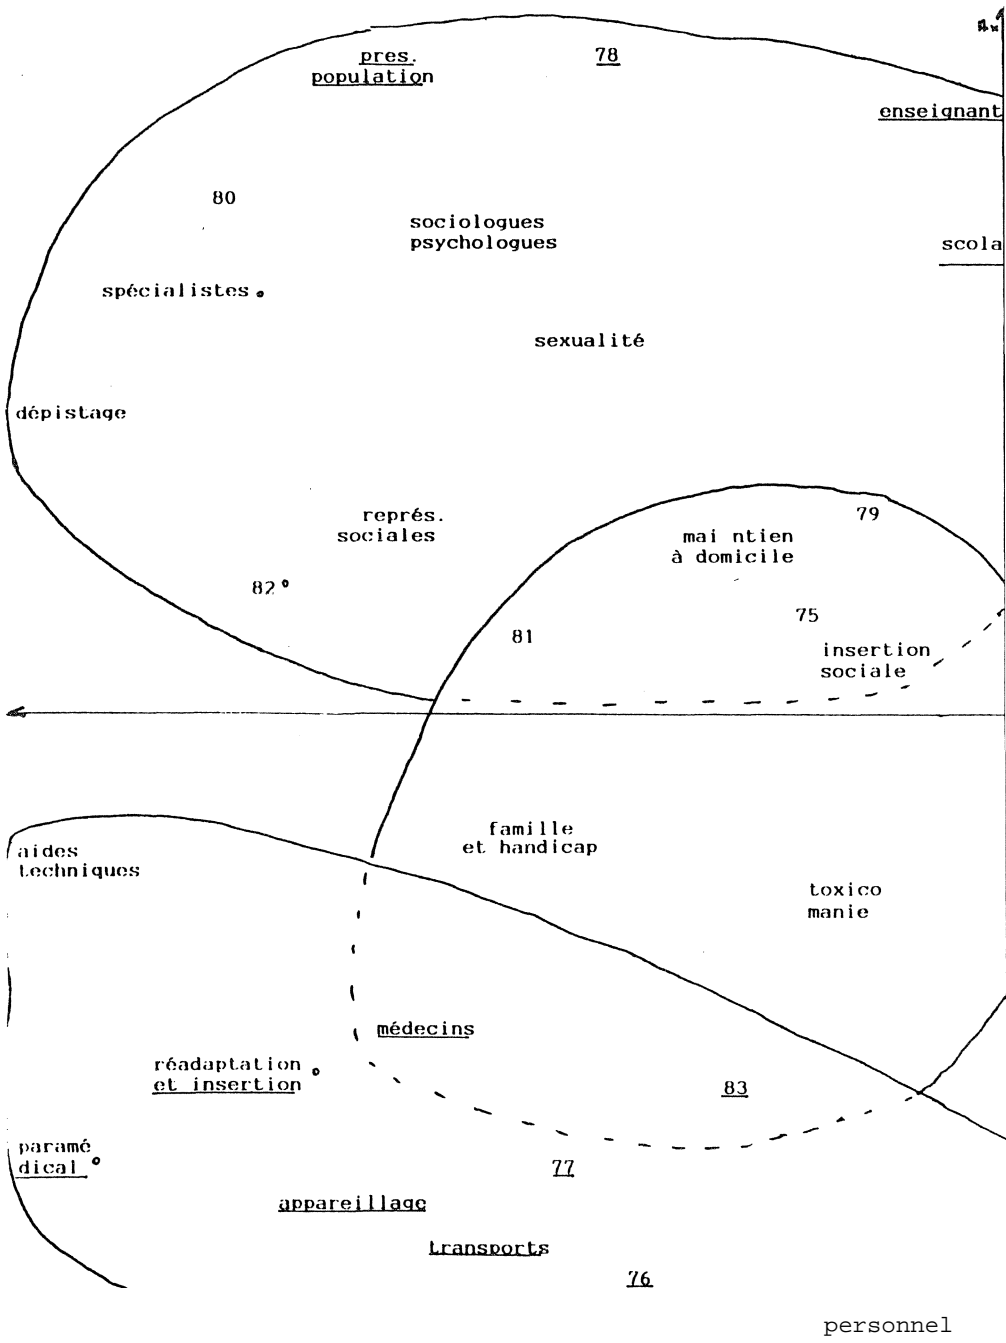 pres.
population
78
enseignant
80
sociologues
psychologues
scola
spécialistes
sexualité
dépistage
79
représ.
sociales
mai ntien
à domicile
82°
75
81
insertion
sociale
famille
et handicap
aides
techniques
toxico
manie
médecins
réadaptation
et insertion
83
paramé
dical
77
appareillage
transports
76
personnel